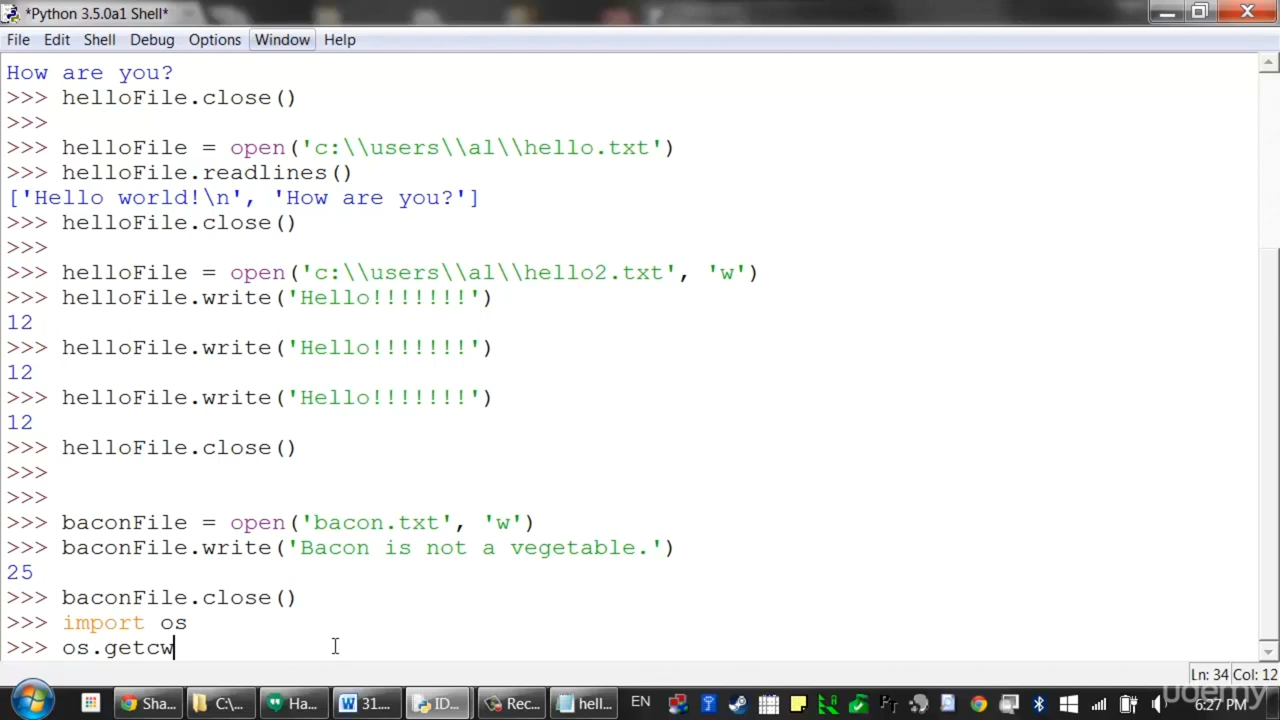 *Python 3.5.0a1 Shell*
File Edit Shell Debug Options Window Help
How are you?
>>> helloFile.close()
>>>
>>> helloFile = open('c:\\users\\al\\hello.txt')
>>> helloFile.readlines()
['Hello world!\n', 'How are you?']
>>> helloFile.close()
>>>
>>> helloFile = open('c:\\users\\al\\hello2.txt', 'w')
>>> helloFile.write('Hello!!!!!!!')
12
>>> helloFile.write('Hello!!!!!!!')
12
>>> helloFile.write('Hello!!!!!!!')
12
>>> helloFile.close()
>>>
>>>
>>> baconFile = open('bacon.txt', 'w')
>>> baconFile.write('Bacon is not a vegetable.')
25
>>> baconFile.close()
>>> import os
>>> os.getcw
Ln: 34 Col: 12
Sha... C:\... Ha... 31.... ID... Rec... hell... EN 6:27 PM
udemy